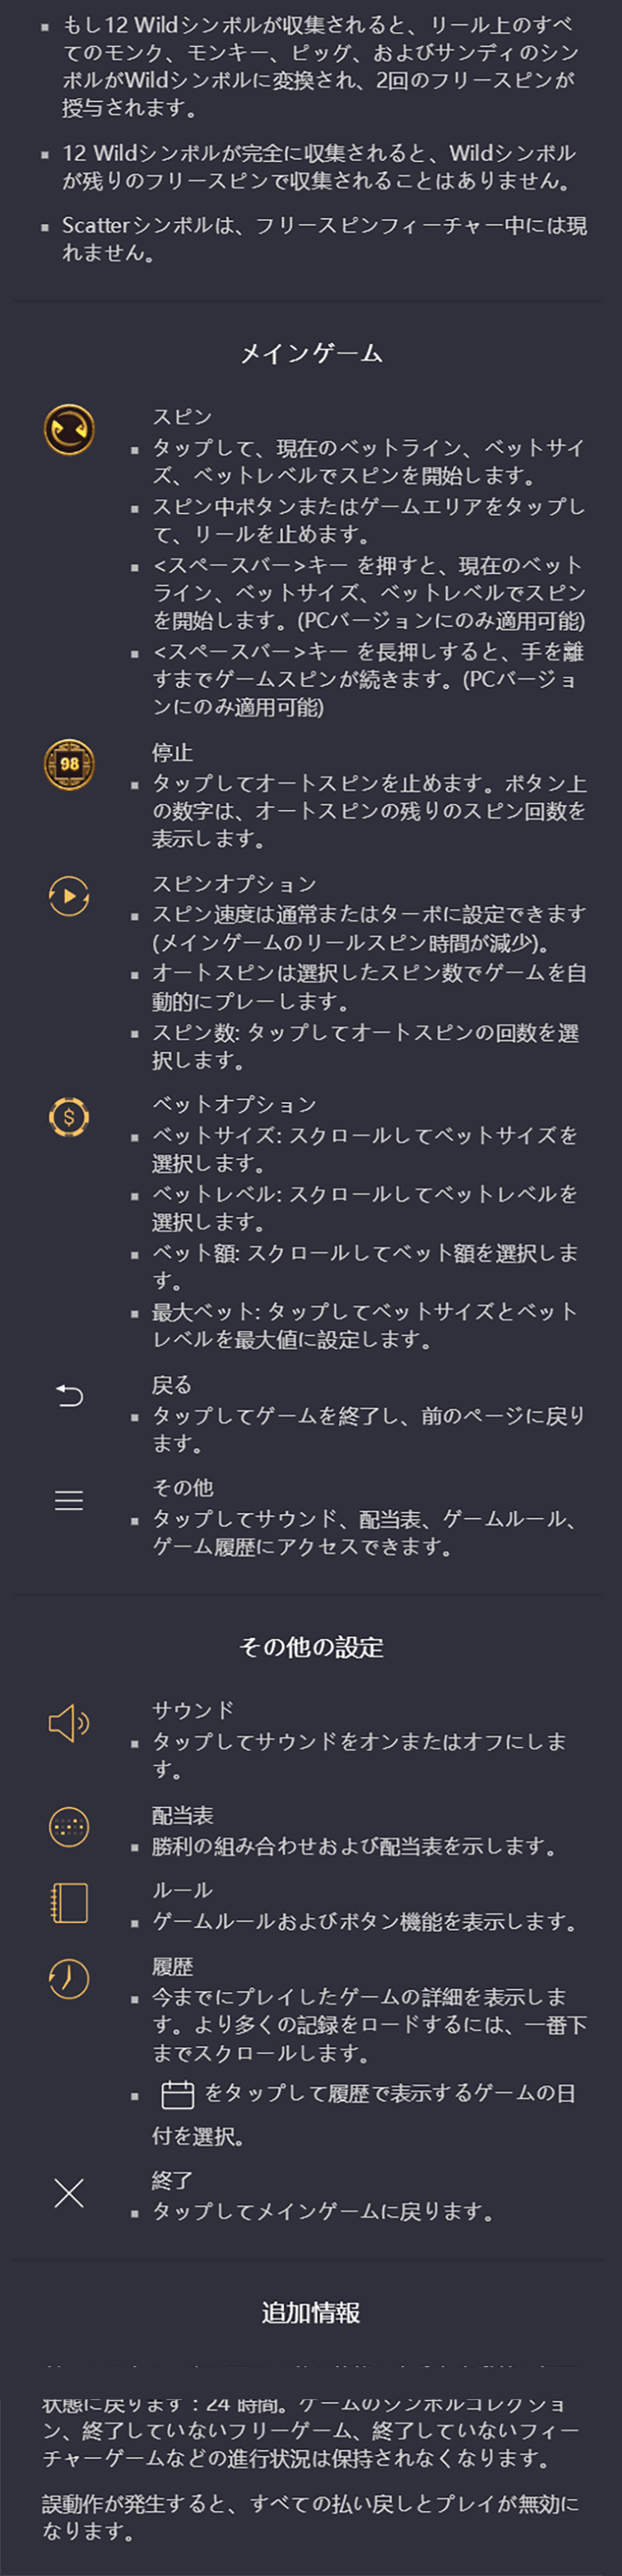 もし12 Wildシンボルが収集されると、リール上のすべ
てのモンク、モンキー、ピッグ、およびサンディのシン
ボルがWildシンボルに変換され、2回のフリースピンが
授与されます。
12 Wildシンボルが完全に収集されると、Wildシンボル
が残りのフリースピンで収集されることはありません。
Scatterシンボルは、フリースピンフィーチャー中には現
れません。
メインゲーム
スピン
タップして、現在のベットライン、ベットサイ
ズ、ベットレベルでスピンを開始します。
スピン中ボタンまたはゲームエリアをタップし
て、リールを止めます。
<スペースバー>キー を押すと、現在のベット
ライン、ベットサイズ、ベットレベルでスピン
を開始します。(PCバージョンにのみ適用可能)
<スペースバー>キー を長押しすると、手を離
すまでゲームスピンが続きます。(PCバージョ
ンにのみ適用可能)
98
停止
タップしてオートスピンを止めます。ボタン上
の数字は、オートスピンの残りのスピン回数を
表示します。
スピンオプション
スピン速度は通常またはターボに設定できます
(メインゲームのリールスピン時間が減少)。
オートスピンは選択したスピン数でゲームを自
動的にプレーします。
スピン数: タップしてオートスピンの回数を選
択します。
$
ベットオプション
ベットサイズ: スクロールしてベットサイズを
選択します。
ベットレベル: スクロールしてベットレベルを
選択します。
ベット額: スクロールしてベット額を選択しま
す。
最大ベット: タップしてベットサイズとベット
レベルを最大値に設定します。
戻る
タップしてゲームを終了し、前のページに戻り
ます。
その他
タップしてサウンド、配当表、ゲームルール、
ゲーム履歴にアクセスできます。
その他の設定
サウンド
タップしてサウンドをオンまたはオフにしま
す。
配当表
勝利の組み合わせおよび配当表を示します。
ルール
ゲームルールおよびボタン機能を表示します。
履歴
今までにプレイしたゲームの詳細を表示しま
す。より多くの記録をロードするには、一番下
までスクロールします。
をタップして履歴で表示するゲームの日
付を選択。
終了
タップしてメインゲームに戻ります。
追加情報
状態に戻ります：24 時間。ゲームのシンボルコレクショ
ン、終了していないフリーゲーム、終了していないフィー
チャーゲームなどの進行状況は保持されなくなります。
誤動作が発生すると、すべての払い戻しとプレイが無効に
なります。